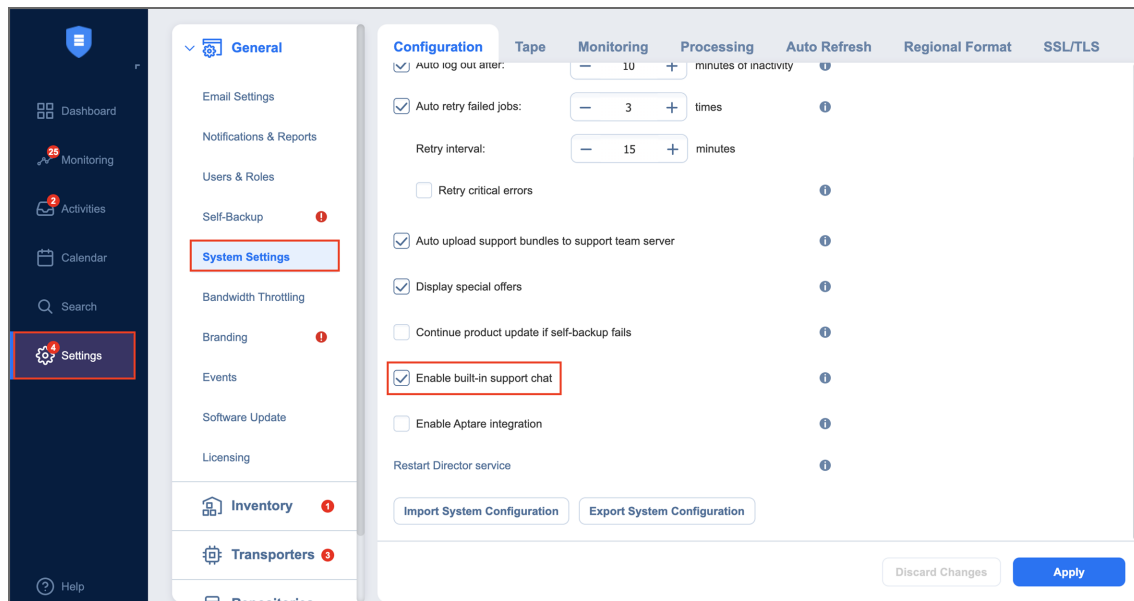 Dashboard
25
Monitoring
2
Activities
Calendar
Search
4
Settings
Help
General
Email Settings
Notifications & Reports
Users & Roles
Self-Backup
System Settings
Bandwidth Throttling
Branding
Events
Software Update
Licensing
Inventory 1
Transporters 3
Repositories
Configuration Tape Monitoring Processing Auto Refresh Regional Format SSL/TLS
Auto log out after: − 10 + minutes of inactivity
Auto retry failed jobs: − 3 + times
Retry interval: − 15 + minutes
Retry critical errors
Auto upload support bundles to support team server
Display special offers
Continue product update if self-backup fails
Enable built-in support chat
Enable Aptare integration
Restart Director service
Import System Configuration Export System Configuration
Discard Changes Apply